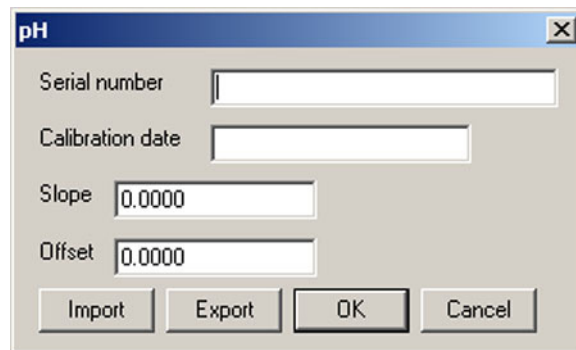 pH
Serial number
Calibration date
Slope 0.0000
Offset 0.0000
Import Export OK Cancel